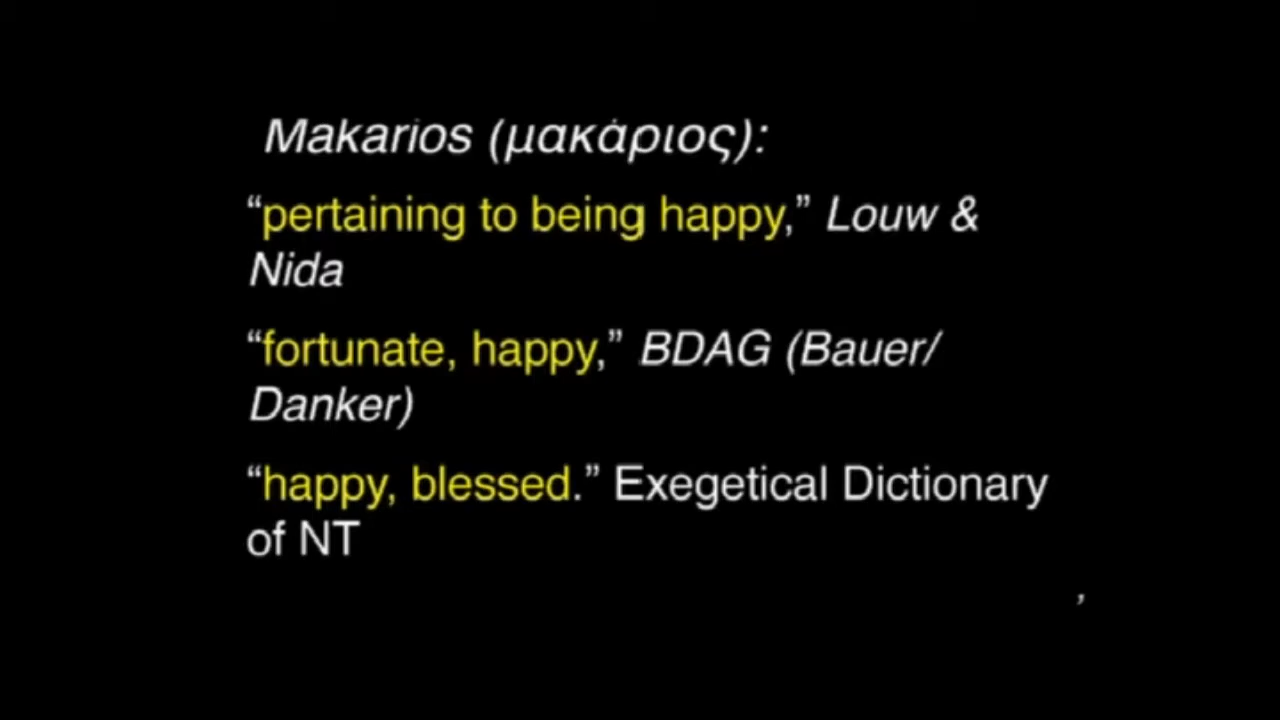 Makarios (μακάριος):
“pertaining to being happy,” Louw &
Nida
“fortunate, happy,” BDAG (Bauer/
Danker)
“happy, blessed.” Exegetical Dictionary
of NT
,